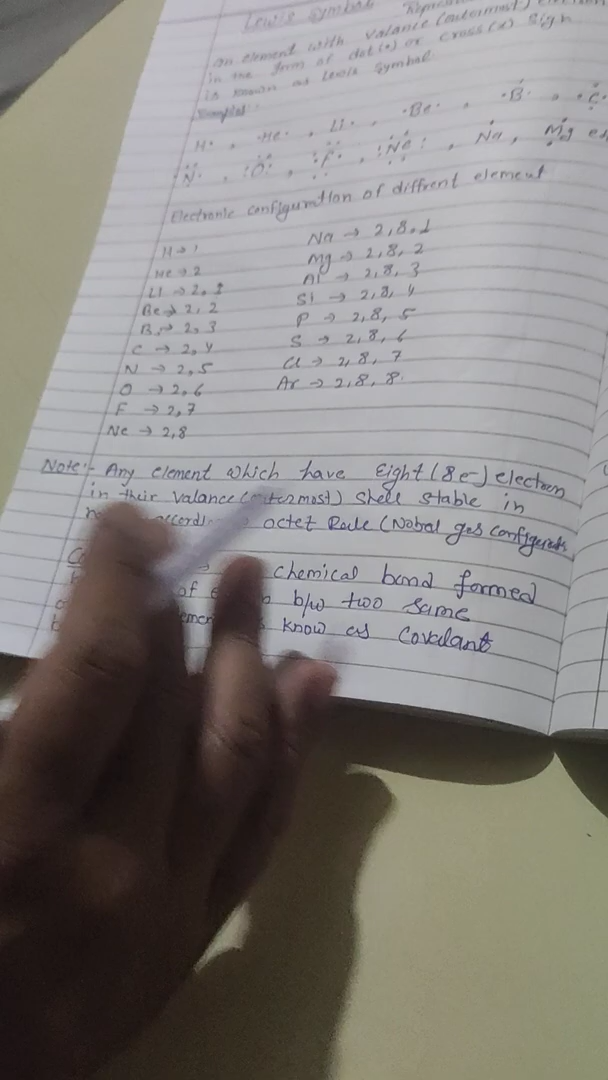 Lewis Symbol
an element with valance (outermost)
in the form of dot(•) or cross(x) sign
is known as lewis symbol.
Examples:-
H• , •He• , Li• , •Be• , •B• , •C•
N• , :O: , :F• , :Ne: , Na , Mg
Electronic configuration of diffrent element
H → 1
He → 2
Li → 2, 1
Be → 2, 2
B → 2, 3
C → 2, 4
N → 2, 5
O → 2, 6
F → 2, 7
Ne → 2, 8
Na → 2, 8, 1
Mg → 2, 8, 2
Al → 2, 8, 3
Si → 2, 8, 4
P → 2, 8, 5
S → 2, 8, 6
Cl → 2, 8, 7
Ar → 2, 8, 8.
Note:- Any element which have Eight (8e-) electeon
in their valance (outermost) shell stable in
octet Rule (Nobal gas
chemical bond formed
of b/w two same
know as Covalant